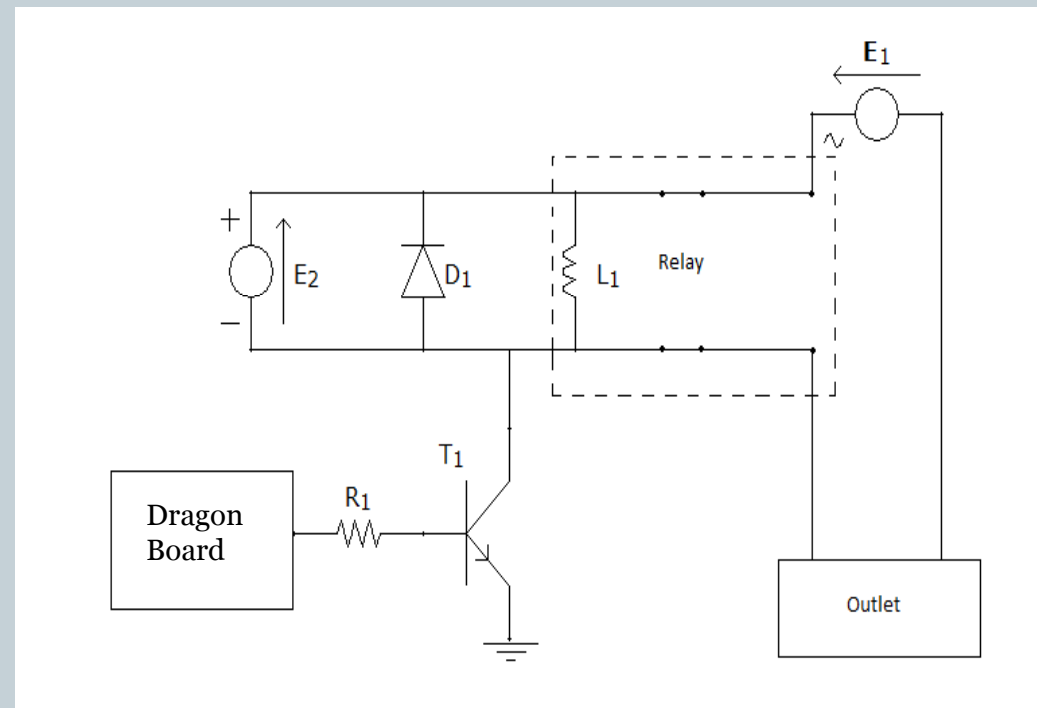 E1
+
E2
−
D1
L1
Relay
T1
R1
Dragon
Board
Outlet